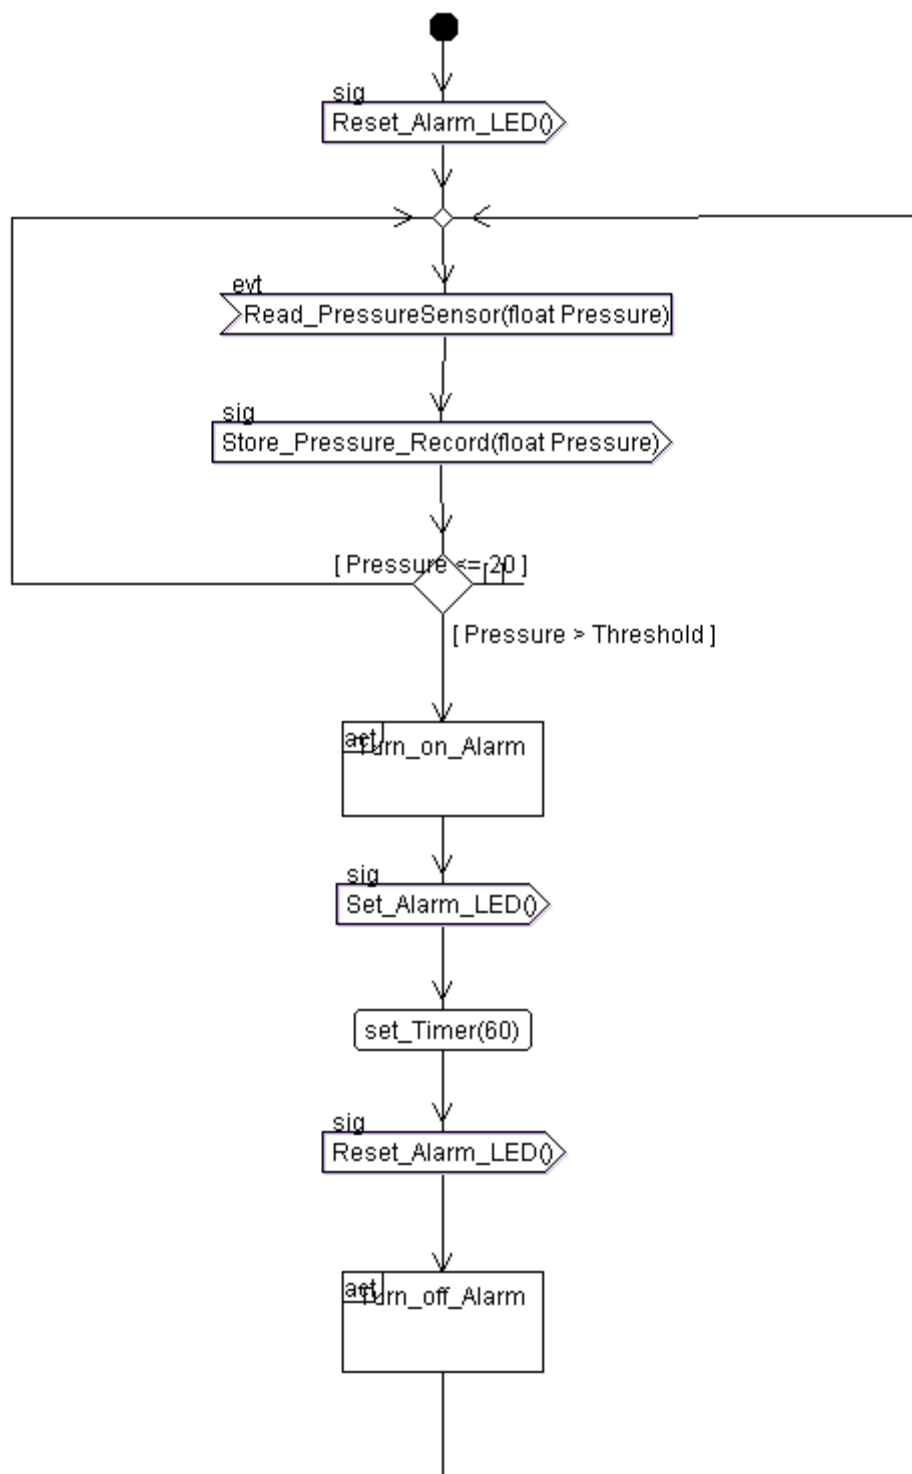 sig
Reset_Alarm_LED()
evt
Read_PressureSensor(float Pressure)
sig
Store_Pressure_Record(float Pressure)
[ Pressure <= 20 ]
[ ]
[ Pressure > Threshold ]
act
Turn_on_Alarm
sig
Set_Alarm_LED()
set_Timer(60)
sig
Reset_Alarm_LED()
act
Turn_off_Alarm